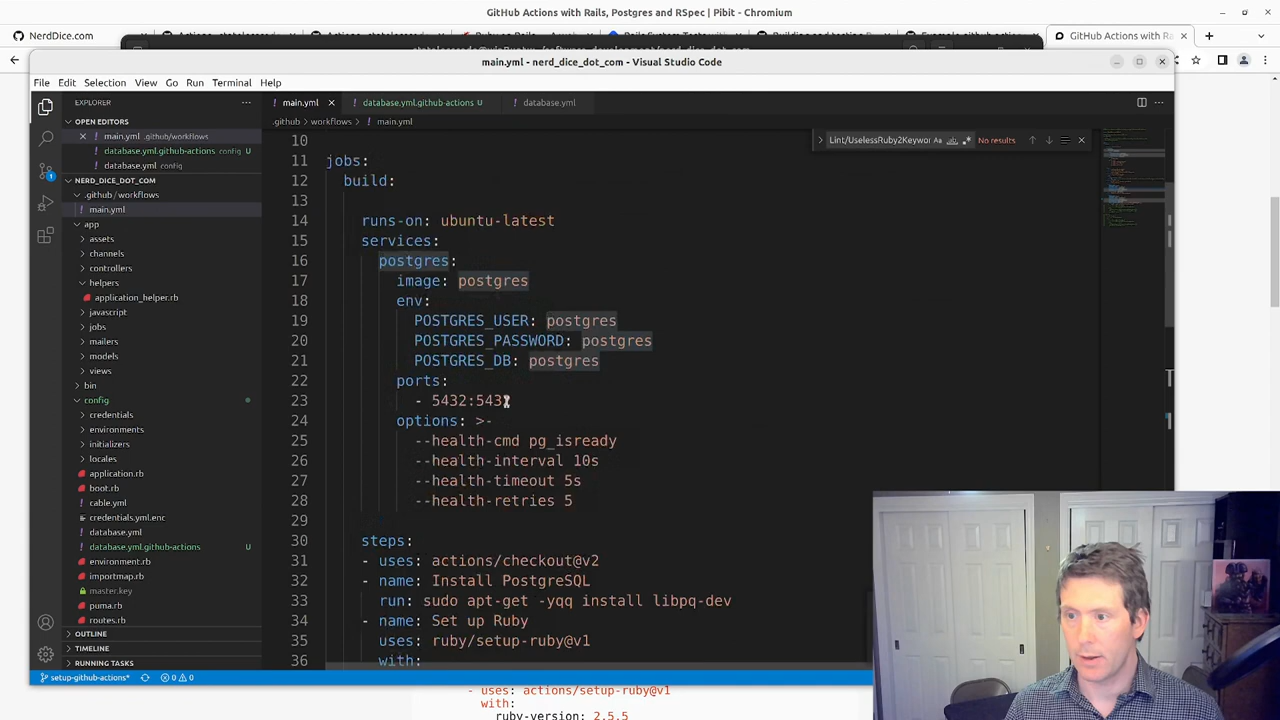 GitHub Actions with Rails, Postgres and RSpec | Pibit - Chromium
NerdDice.com
GitHub Actions with Ra
main.yml - nerd_dice_dot_com - Visual Studio Code
File Edit Selection View Go Run Terminal Help
EXPLORER
main.yml
database.yml.github-actions U
database.yml
OPEN EDITORS
.github > workflows > main.yml
main.yml .github/workflows
database.yml.github-actions config U
database.yml config
Lint/UselessRuby2Keywor
No results
NERD_DICE_DOT_COM
.github/workflows
main.yml
app
assets
channels
controllers
helpers
application_helper.rb
javascript
jobs
mailers
models
views
bin
config
credentials
environments
initializers
locales
application.rb
boot.rb
cable.yml
credentials.yml.enc
database.yml
database.yml.github-actions U
environment.rb
importmap.rb
master.key
puma.rb
routes.rb
OUTLINE
TIMELINE
RUNNING TASKS
10
11 jobs:
12 build:
13
14 runs-on: ubuntu-latest
15 services:
16 postgres:
17 image: postgres
18 env:
19 POSTGRES_USER: postgres
20 POSTGRES_PASSWORD: postgres
21 POSTGRES_DB: postgres
22 ports:
23 - 5432:5432
24 options: >-
25 --health-cmd pg_isready
26 --health-interval 10s
27 --health-timeout 5s
28 --health-retries 5
29
30 steps:
31 - uses: actions/checkout@v2
32 - name: Install PostgreSQL
33 run: sudo apt-get -yqq install libpq-dev
34 - name: Set up Ruby
35 uses: ruby/setup-ruby@v1
36 with:
setup-github-actions* 0 0
- uses: actions/setup-ruby@v1
with:
ruby-version: 2.5.5